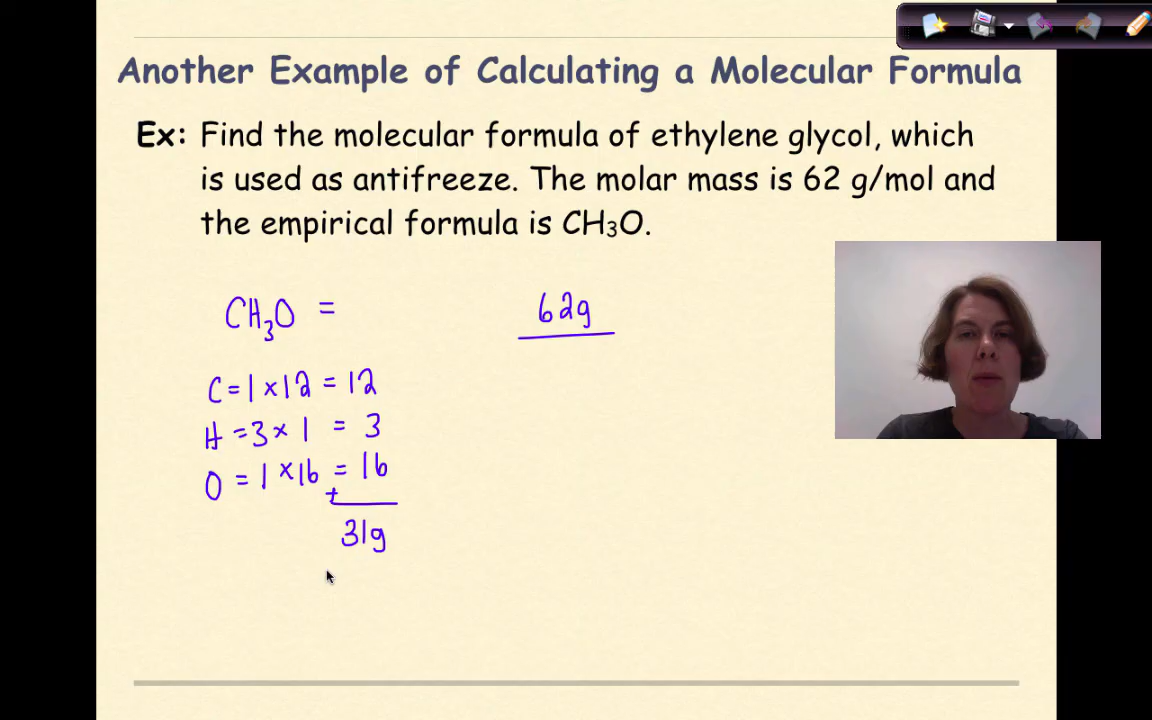 Another Example of Calculating a Molecular Formula
Ex: Find the molecular formula of ethylene glycol, which
is used as antifreeze. The molar mass is 62 g/mol and
the empirical formula is CH₃O.
CH₃O =
62g
C = 1 × 12 = 12
H = 3 × 1 = 3
O = 1 × 16 = 16
+
31g